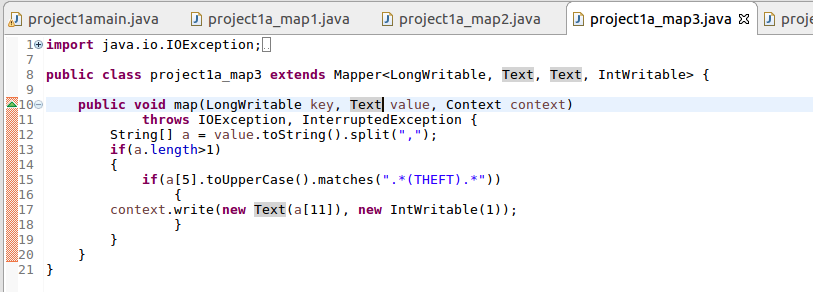 project1amain.java project1a_map1.java project1a_map2.java project1a_map3.java proje
1 import java.io.IOException;
7
8 public class project1a_map3 extends Mapper<LongWritable, Text, Text, IntWritable> {
9
10 public void map(LongWritable key, Text value, Context context)
11 throws IOException, InterruptedException {
12 String[] a = value.toString().split(",");
13 if(a.length>1)
14 {
15 if(a[5].toUpperCase().matches(".*(THEFT).*"))
16 {
17 context.write(new Text(a[11]), new IntWritable(1));
18 }
19 }
20 }
21 }